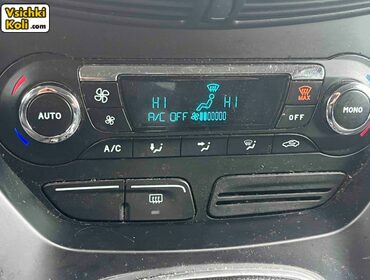 Vsichki
Koli.com
HI HI
MAX
AUTO
MONO
A/C OFF
OFF
A/C